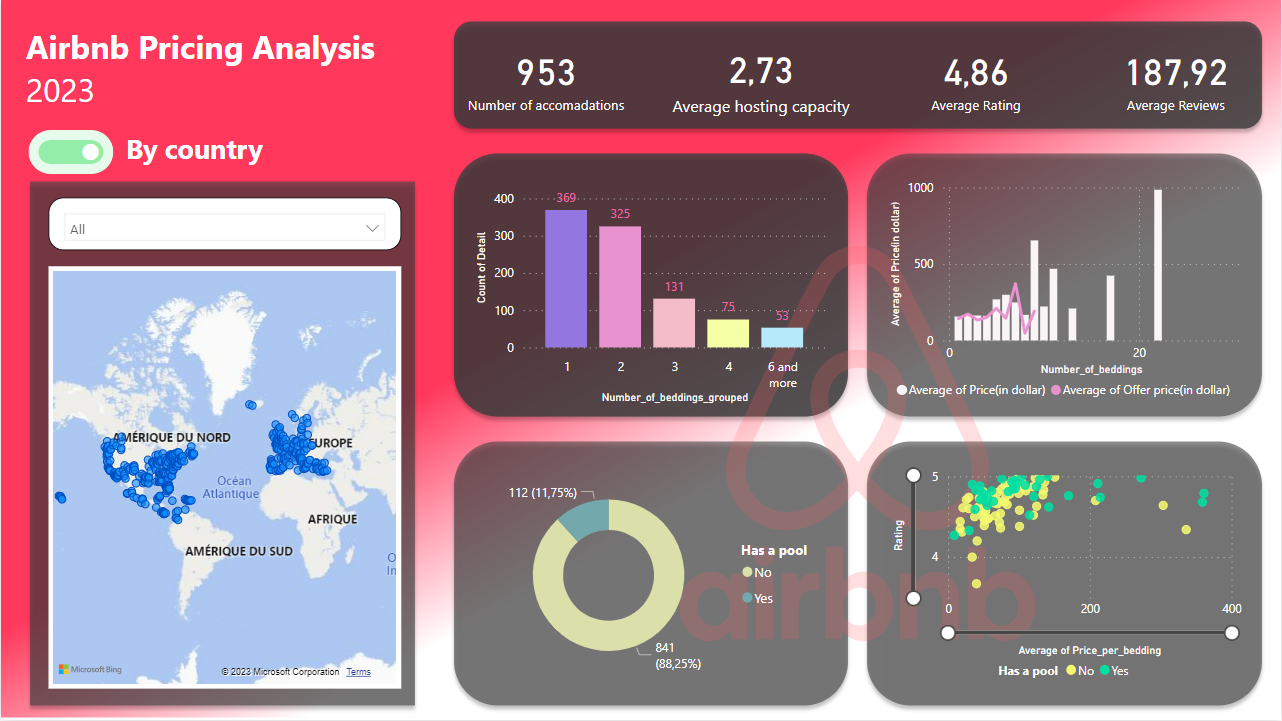 Airbnb Pricing Analysis
2023
By country
All
AMÉRIQUE DU NORD
EUROPE
Océan
Atlantique
AFRIQUE
AMÉRIQUE DU SUD
O
In
Microsoft Bing
© 2023 Microsoft Corporation Terms
953
Number of accomadations
2,73
Average hosting capacity
4,86
Average Rating
187,92
Average Reviews
Count of Detail
400
300
200
100
0
369
325
131
75
53
1
2
3
4
6 and
more
Number_of_beddings_grouped
Average of Price(in dollar)
1000
500
0
0
20
Number_of_beddings
Average of Price(in dollar)
Average of Offer price(in dollar)
112 (11,75%)
841
(88,25%)
Has a pool
No
Yes
Rating
5
4
0
200
400
Average of Price_per_bedding
Has a pool
No
Yes
airbnb